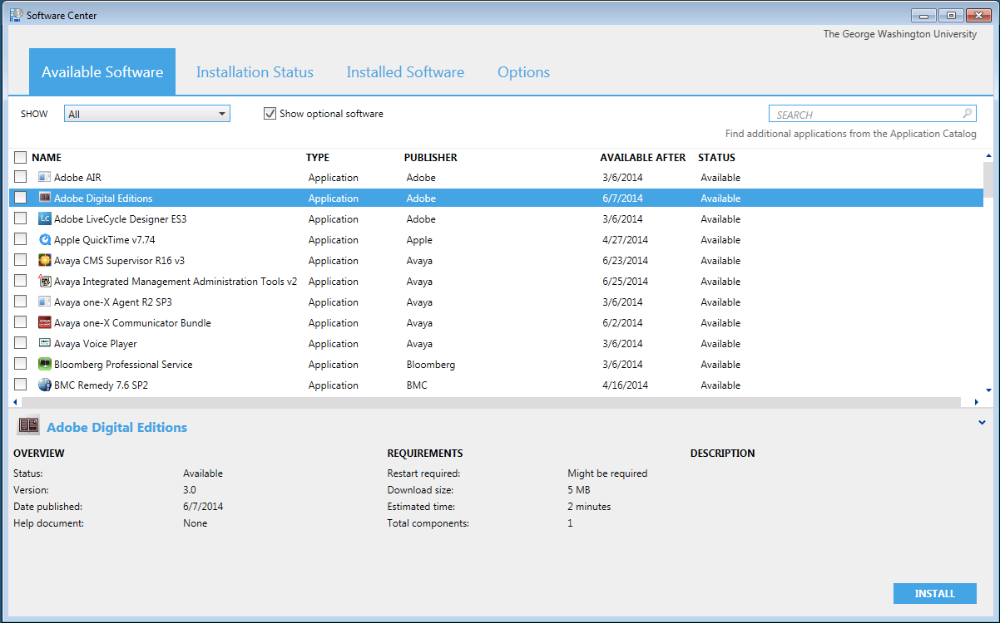 Software Center
The George Washington University
Available Software Installation Status Installed Software Options
SHOW All Show optional software SEARCH
Find additional applications from the Application Catalog
NAME TYPE PUBLISHER AVAILABLE AFTER STATUS
Adobe AIR Application Adobe 3/6/2014 Available
Adobe Digital Editions Application Adobe 6/7/2014 Available
Lc Adobe LiveCycle Designer ES3 Application Adobe 3/6/2014 Available
Apple QuickTime v7.74 Application Apple 4/27/2014 Available
Avaya CMS Supervisor R16 v3 Application Avaya 6/23/2014 Available
Avaya Integrated Management Administration Tools v2 Application Avaya 6/25/2014 Available
Avaya one-X Agent R2 SP3 Application Avaya 3/6/2014 Available
Avaya one-X Communicator Bundle Application Avaya 6/2/2014 Available
Avaya Voice Player Application Avaya 3/6/2014 Available
Bloomberg Professional Service Application Bloomberg 3/6/2014 Available
BMC Remedy 7.6 SP2 Application BMC 4/16/2014 Available
Adobe Digital Editions
OVERVIEW REQUIREMENTS DESCRIPTION
Status: Available Restart required: Might be required
Version: 3.0 Download size: 5 MB
Date published: 6/7/2014 Estimated time: 2 minutes
Help document: None Total components: 1
INSTALL